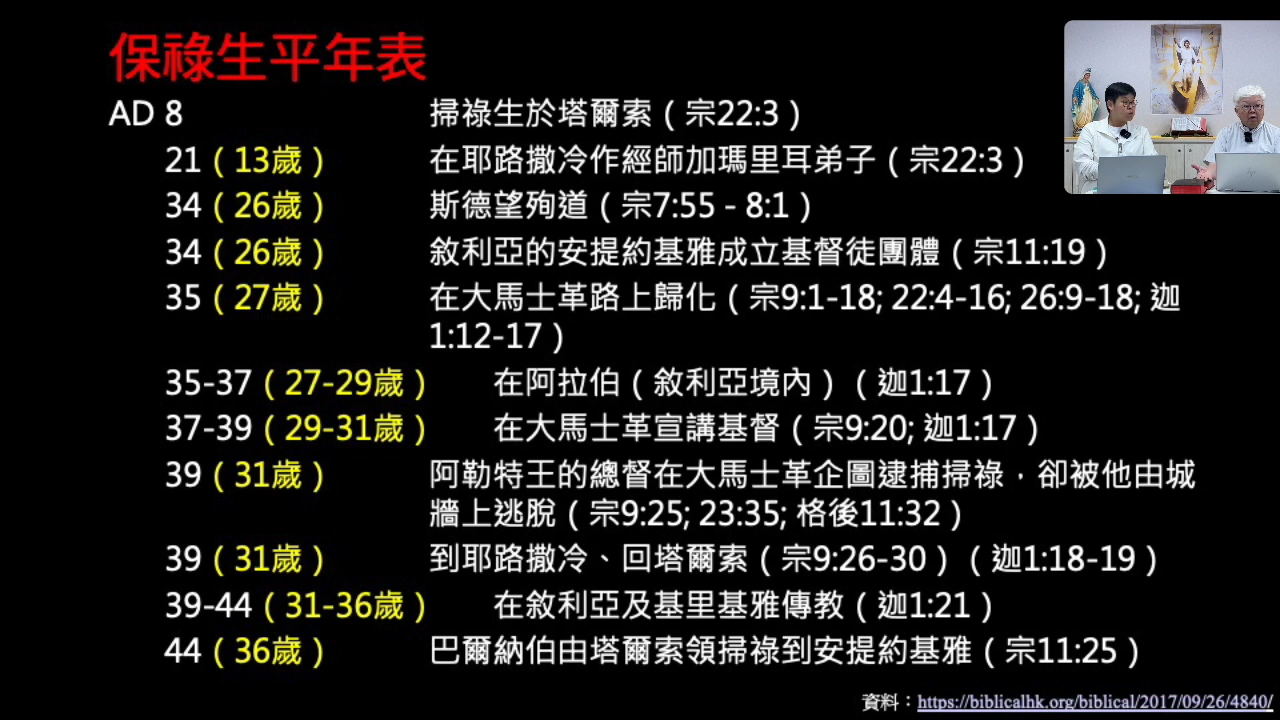 保祿生平年表
AD 8 掃祿生於塔爾索（宗22:3）
21（13歲） 在耶路撒冷作經師加瑪里耳弟子（宗22:3）
34（26歲） 斯德望殉道（宗7:55 - 8:1）
34（26歲） 敘利亞的安提約基雅成立基督徒團體（宗11:19）
35（27歲） 在大馬士革路上歸化（宗9:1-18; 22:4-16; 26:9-18; 迦
1:12-17）
35-37（27-29歲） 在阿拉伯（敘利亞境內）（迦1:17）
37-39（29-31歲） 在大馬士革宣講基督（宗9:20; 迦1:17）
39（31歲） 阿勒特王的總督在大馬士革企圖逮捕掃祿，卻被他由城
牆上逃脫（宗9:25; 23:35; 格後11:32）
39（31歲） 到耶路撒冷、回塔爾索（宗9:26-30）（迦1:18-19）
39-44（31-36歲） 在敘利亞及基里基雅傳教（迦1:21）
44（36歲） 巴爾納伯由塔爾索領掃祿到安提約基雅（宗11:25）
資料：https://biblicalhk.org/biblical/2017/09/26/4840/